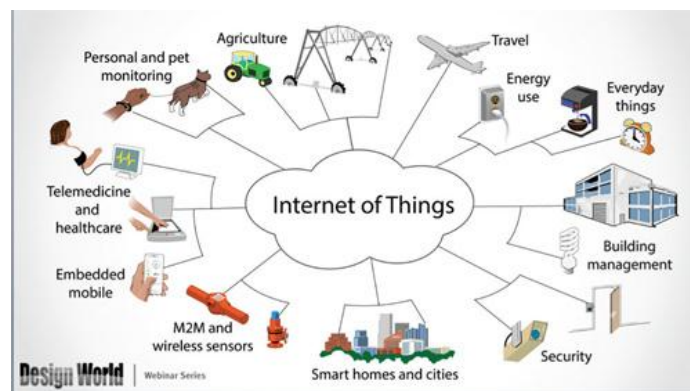 Agriculture
Travel
Personal and pet
monitoring
Energy
use
Everyday
things
Telemedicine
and
healthcare
Internet of Things
Building
management
Embedded
mobile
M2M and
wireless sensors
Smart homes and cities
Security
Design World
Webinar Series